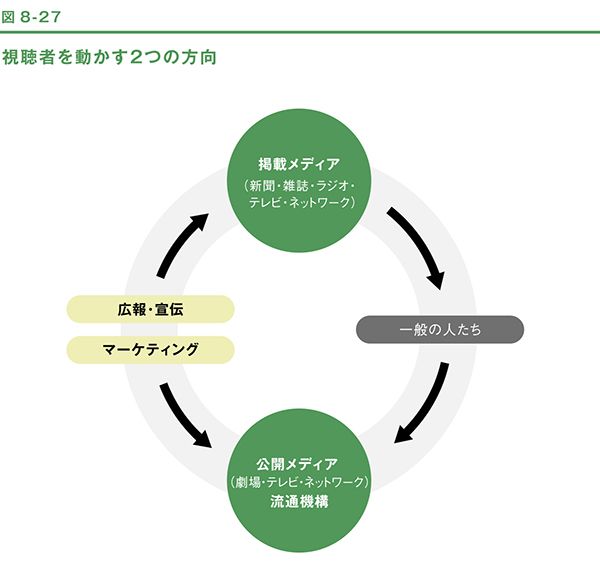 図 8-27
視聴者を動かす2つの方向
掲載メディア
（新聞・雑誌・ラジオ・
テレビ・ネットワーク）
広報・宣伝
マーケティング
一般の人たち
公開メディア
（劇場・テレビ・ネットワーク）
流通機構